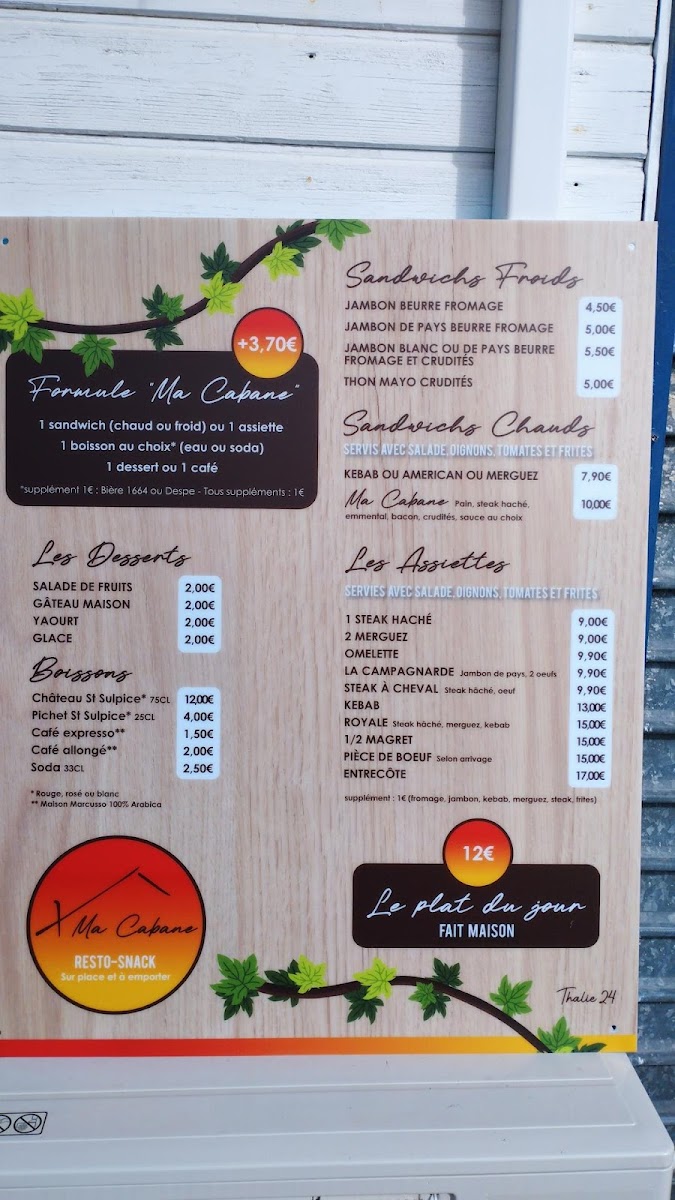 +3,70€
Formule "Ma Cabane"
1 sandwich (chaud ou froid) ou 1 assiette
1 boisson au choix* (eau ou soda)
1 dessert ou 1 café
*supplément 1€ : Bière 1664 ou Despe - Tous suppléments : 1€
Les Desserts
SALADE DE FRUITS 2,00€
GÂTEAU MAISON 2,00€
YAOURT 2,00€
GLACE 2,00€
Boissons
Château St Sulpice* 75CL 12,00€
Pichet St Sulpice* 25CL 4,00€
Café expresso** 1,50€
Café allongé** 2,00€
Soda 33CL 2,50€
* Rouge, rosé ou blanc
** Maison Marcusso 100% Arabica
Ma Cabane
RESTO-SNACK
Sur place et à emporter
Sandwichs Froids
JAMBON BEURRE FROMAGE 4,50€
JAMBON DE PAYS BEURRE FROMAGE 5,00€
JAMBON BLANC OU DE PAYS BEURRE 5,50€
FROMAGE ET CRUDITÉS
THON MAYO CRUDITÉS 5,00€
Sandwichs Chauds
SERVIS AVEC SALADE, OIGNONS, TOMATES ET FRITES
KEBAB OU AMERICAN OU MERGUEZ 7,90€
Ma Cabane Pain, steak haché, 10,00€
emmental, bacon, crudités, sauce au choix
Les Assiettes
SERVIES AVEC SALADE, OIGNONS, TOMATES ET FRITES
1 STEAK HACHÉ 9,00€
2 MERGUEZ 9,00€
OMELETTE 9,90€
LA CAMPAGNARDE Jambon de pays, 2 oeufs 9,90€
STEAK À CHEVAL Steak hâché, oeuf 9,90€
KEBAB 13,00€
ROYALE Steak hâché, merguez, kebab 15,00€
1/2 MAGRET 15,00€
PIÈCE DE BOEUF Selon arrivage 15,00€
ENTRECÔTE 17,00€
supplément : 1€ (fromage, jambon, kebab, merguez, steak, frites)
12€
Le plat du jour
FAIT MAISON
Thalie 24